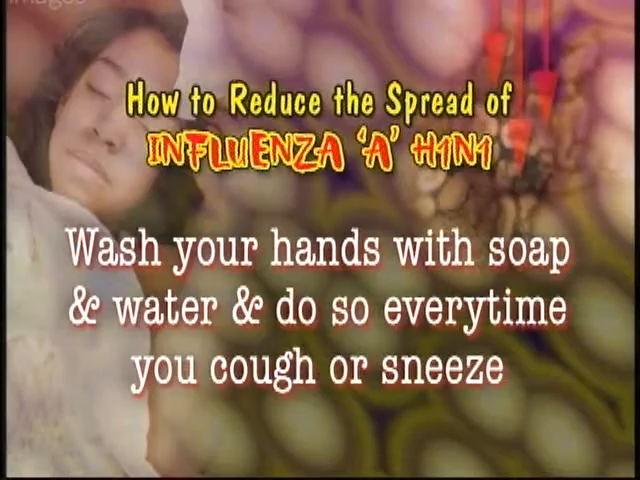 images
How to Reduce the Spread of
INFLUENZA 'A' H1N1
Wash your hands with soap
& water & do so everytime
you cough or sneeze